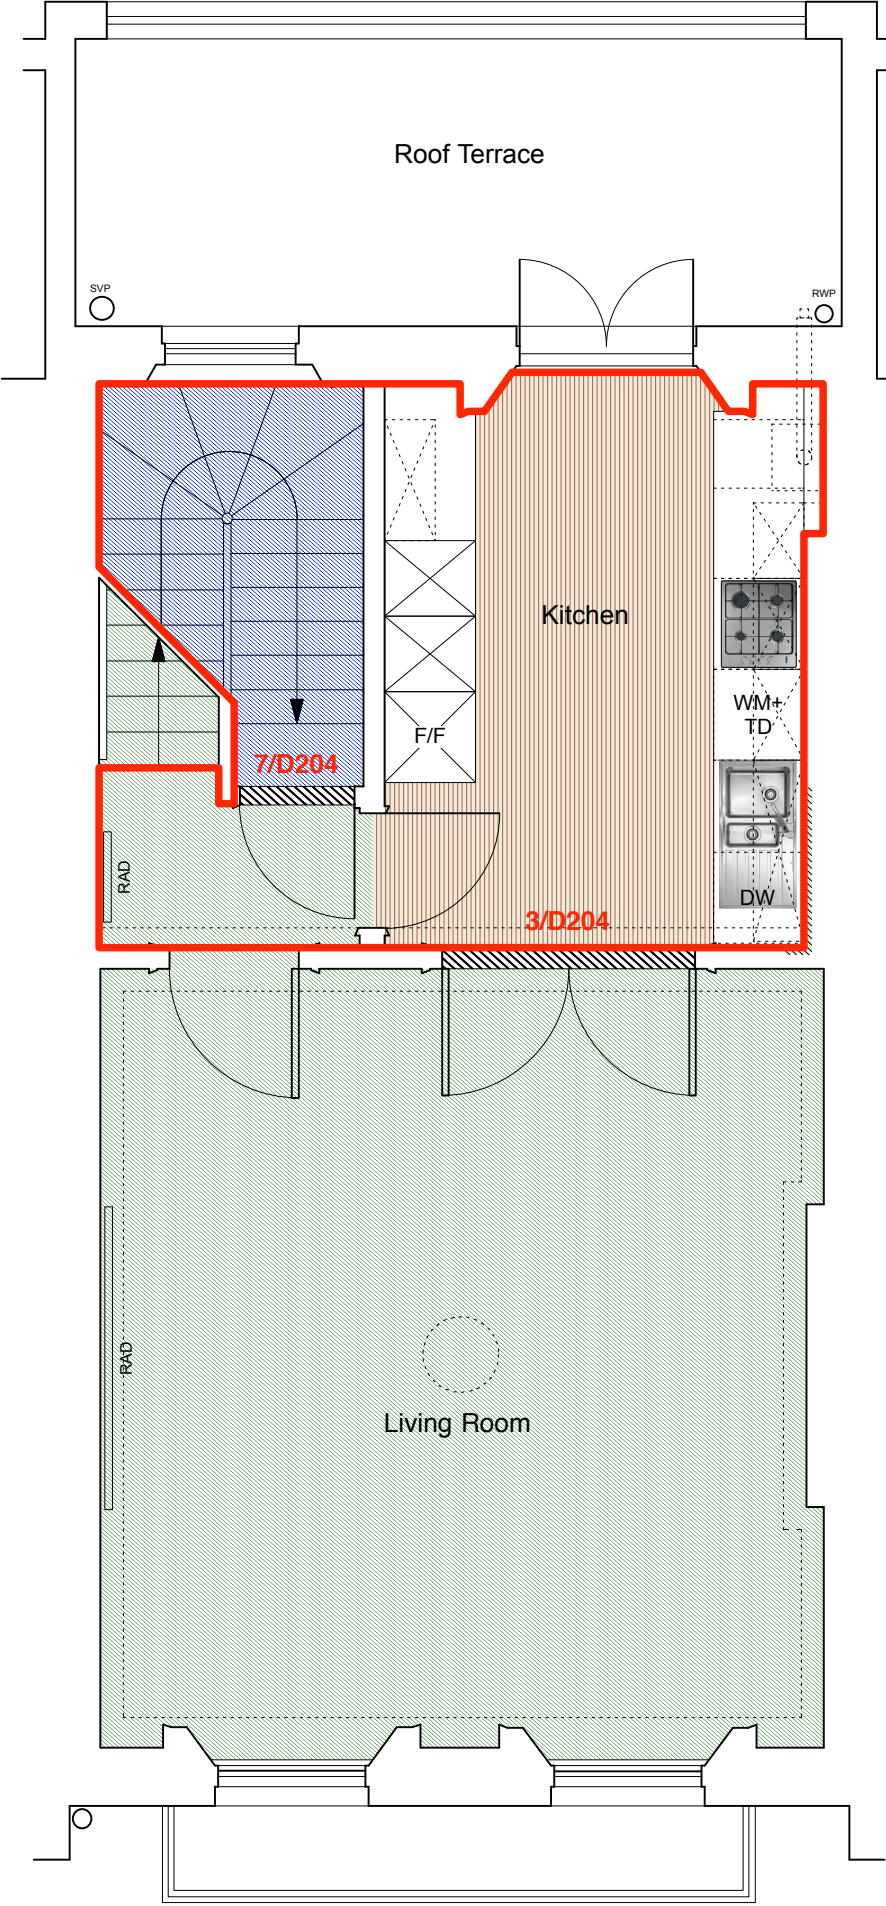 Roof Terrace
SVP
RWP
Kitchen
WM+
TD
F/F
7/D204
RAD
DW
3/D204
RAD
Living Room